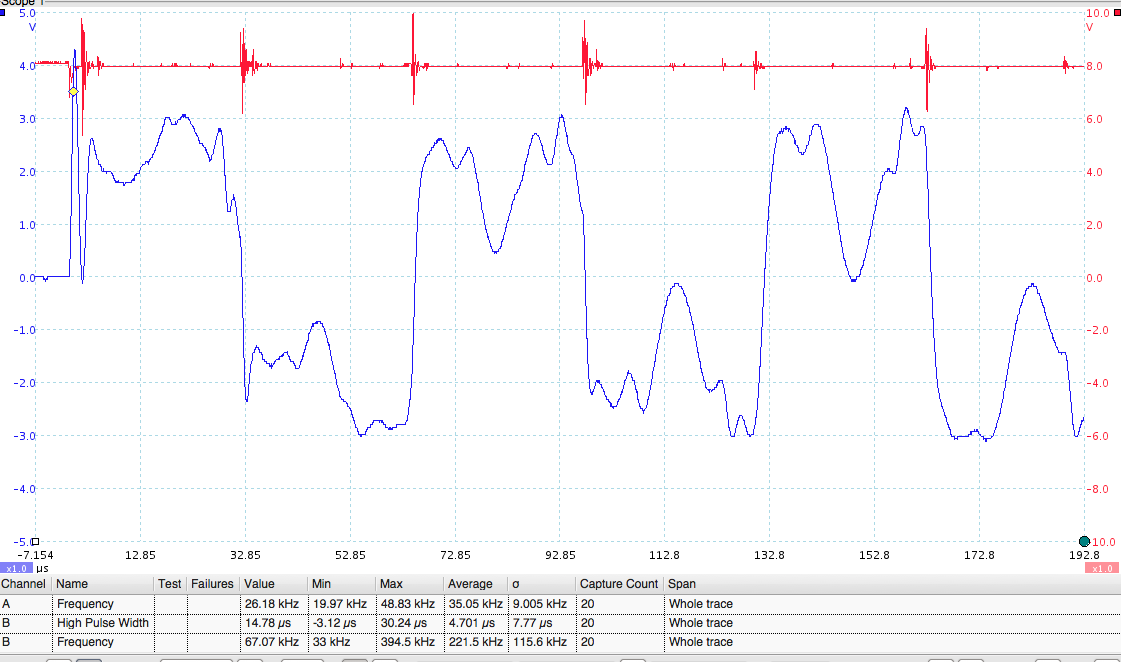 Scope 1
5.0 10.0
V V
4.0 8.0
3.0 6.0
2.0 4.0
1.0 2.0
0.0 0.0
-1.0 -2.0
-2.0 -4.0
-3.0 -6.0
-4.0 -8.0
-5.0 -10.0
-7.154 12.85 32.85 52.85 72.85 92.85 112.8 132.8 152.8 172.8 192.8
x1.0 µs x1.0
Channel Name Test Failures Value Min Max Average σ Capture Count Span
A Frequency 26.18 kHz 19.97 kHz 48.83 kHz 35.05 kHz 9.005 kHz 20 Whole trace
B High Pulse Width 14.78 µs -3.12 µs 30.24 µs 4.701 µs 7.77 µs 20 Whole trace
B Frequency 67.07 kHz 33 kHz 394.5 kHz 221.5 kHz 115.6 kHz 20 Whole trace